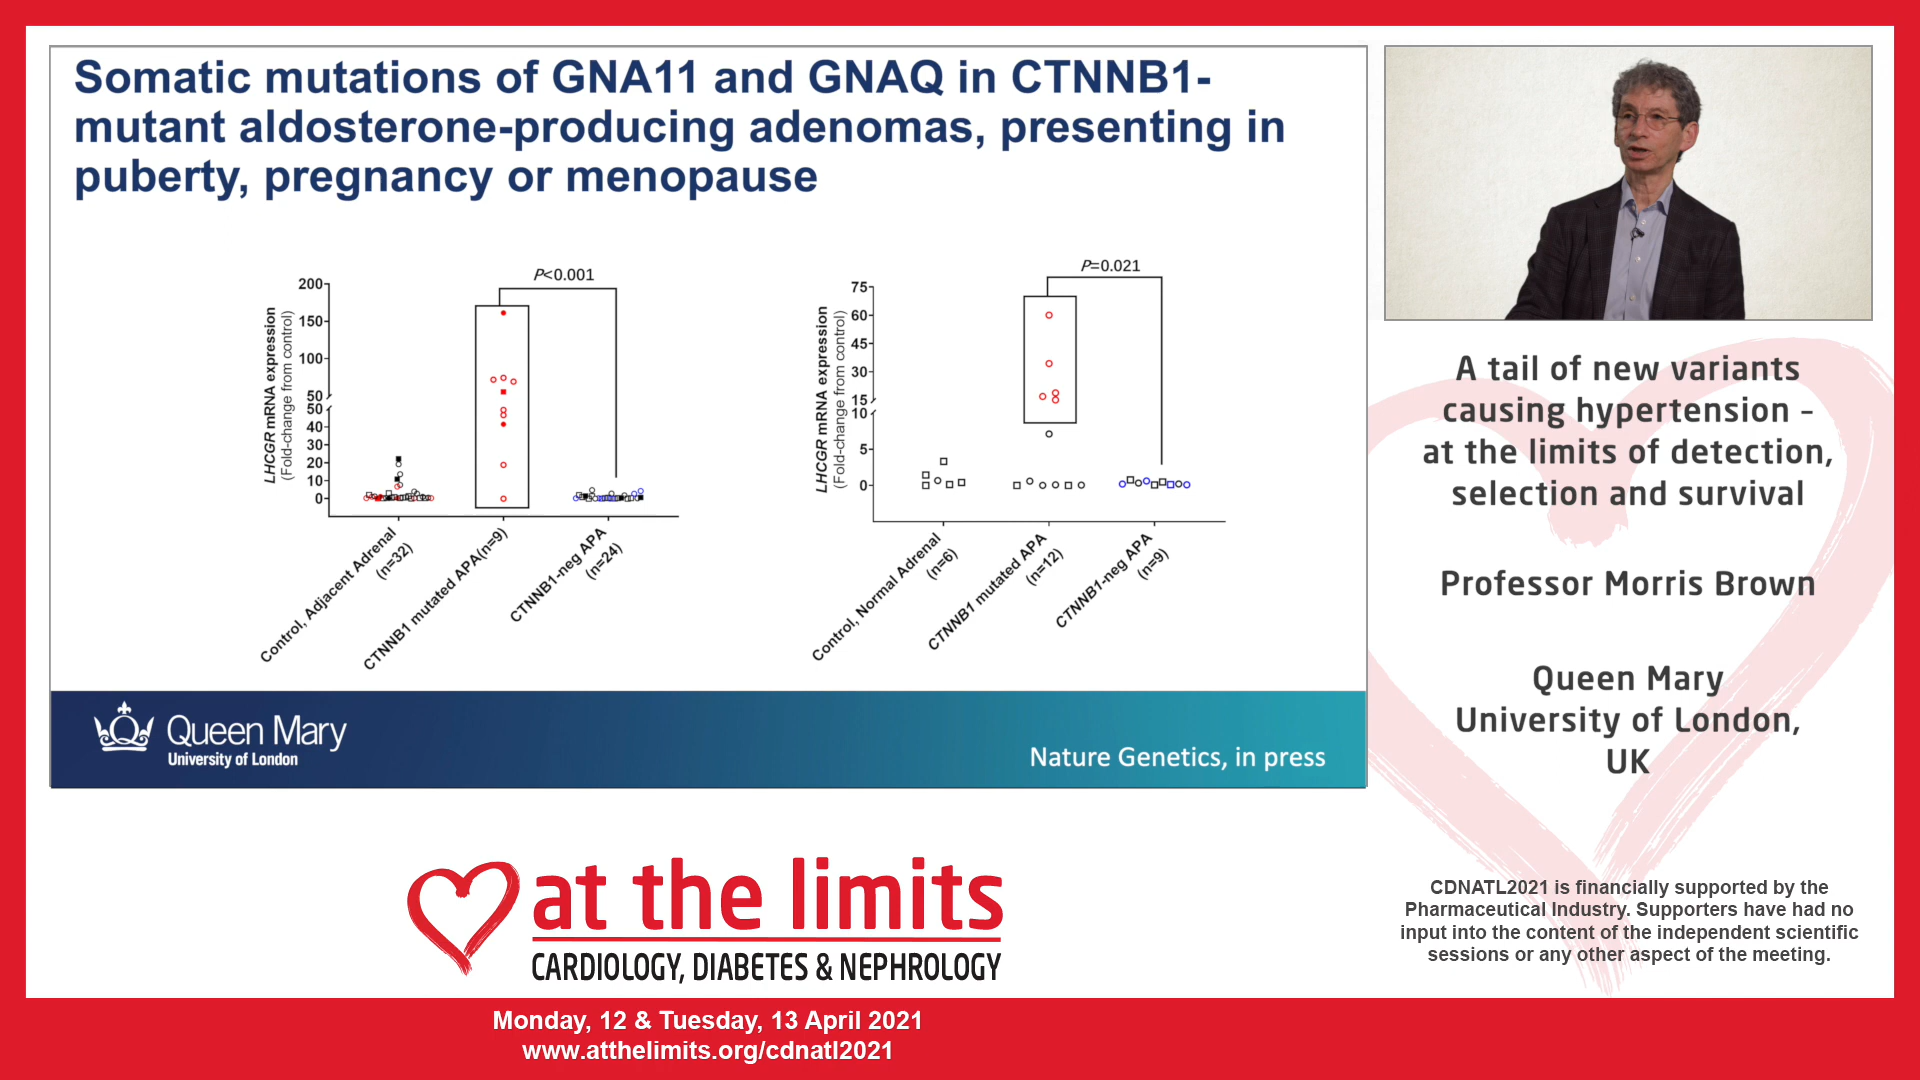 Somatic mutations of GNA11 and GNAQ in CTNNB1-
mutant aldosterone-producing adenomas, presenting in
puberty, pregnancy or menopause
P<0.001
LHCGR mRNA expression
(Fold-change from control)
200
150
100
50
50
40
30
20
10
0
Control, Adjacent Adrenal
(n=32)
CTNNB1 mutated APA(n=9)
CTNNB1-neg APA
(n=24)
P=0.021
LHCGR mRNA expression
(Fold-change from control)
75
60
45
30
15
10
5
0
Control, Normal Adrenal
(n=6)
CTNNB1 mutated APA
(n=12)
CTNNB1-neg APA
(n=9)
Queen Mary
University of London
Nature Genetics, in press
A tail of new variants
causing hypertension –
at the limits of detection,
selection and survival
Professor Morris Brown
Queen Mary
University of London,
UK
CDNATL2021 is financially supported by the
Pharmaceutical Industry. Supporters have had no
input into the content of the independent scientific
sessions or any other aspect of the meeting.
at the limits
CARDIOLOGY, DIABETES & NEPHROLOGY
Monday, 12 & Tuesday, 13 April 2021
www.atthelimits.org/cdnatl2021